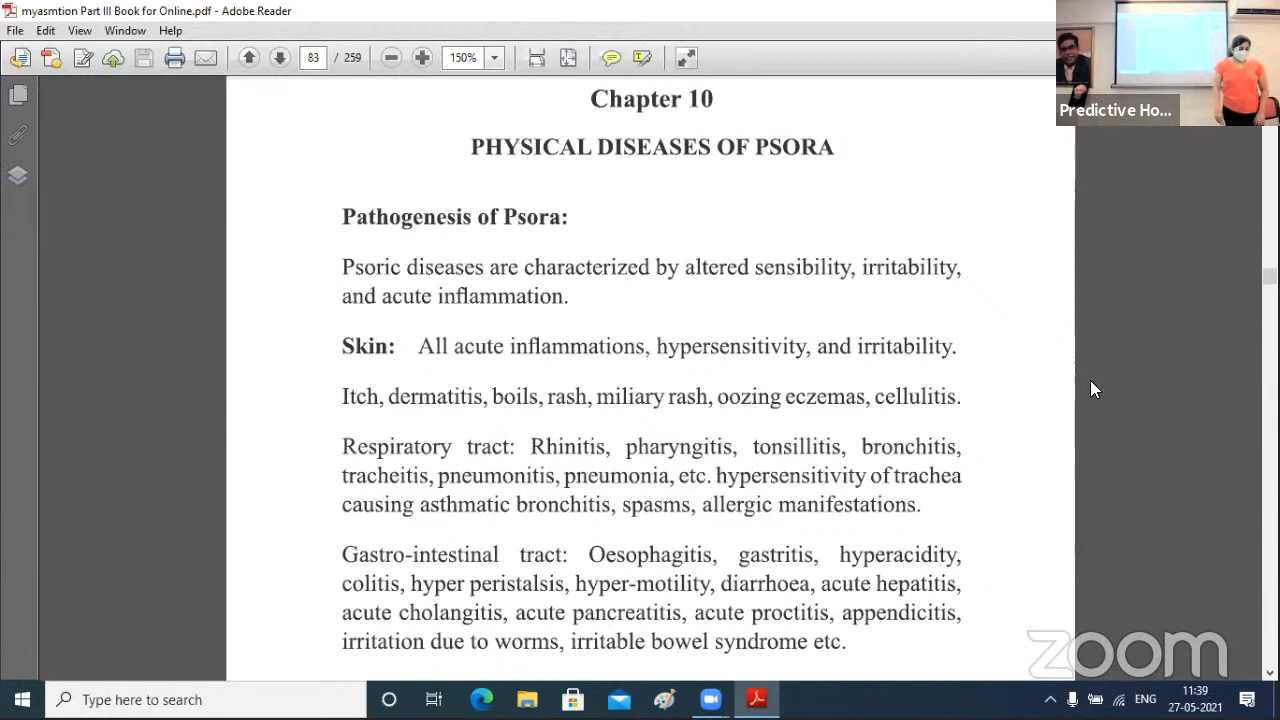 myasmtion Part III Book for Online.pdf - Adobe Reader
File Edit View Window Help
83 / 259 150%
Predictive Ho...
Chapter 10
PHYSICAL DISEASES OF PSORA
Pathogenesis of Psora:
Psoric diseases are characterized by altered sensibility, irritability,
and acute inflammation.
Skin: All acute inflammations, hypersensitivity, and irritability.
Itch, dermatitis, boils, rash, miliary rash, oozing eczemas, cellulitis.
Respiratory tract: Rhinitis, pharyngitis, tonsillitis, bronchitis,
tracheitis, pneumonitis, pneumonia, etc. hypersensitivity of trachea
causing asthmatic bronchitis, spasms, allergic manifestations.
Gastro-intestinal tract: Oesophagitis, gastritis, hyperacidity,
colitis, hyper peristalsis, hyper-motility, diarrhoea, acute hepatitis,
acute cholangitis, acute pancreatitis, acute proctitis, appendicitis,
irritation due to worms, irritable bowel syndrome etc.
zoom
Type here to search
ENG
11:39
27-05-2021